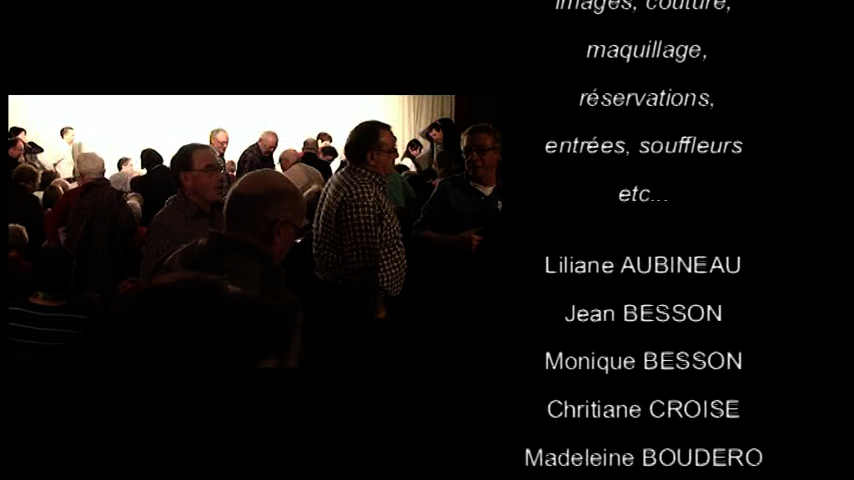 images, couture,
maquillage,
réservations,
entrées, souffleurs
etc...
Liliane AUBINEAU
Jean BESSON
Monique BESSON
Chritiane CROISE
Madeleine BOUDERO